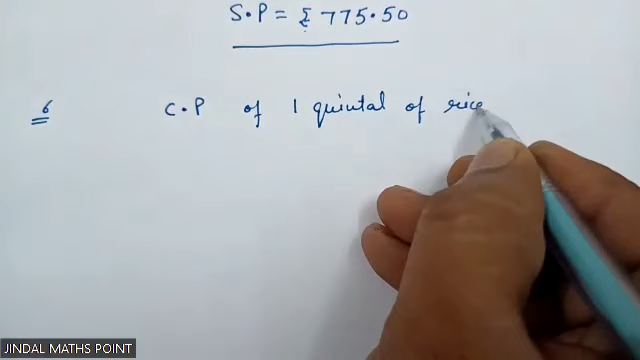 S.P = ₹ 775.50
6 C.P of 1 quintal of rice
JINDAL MATHS POINT